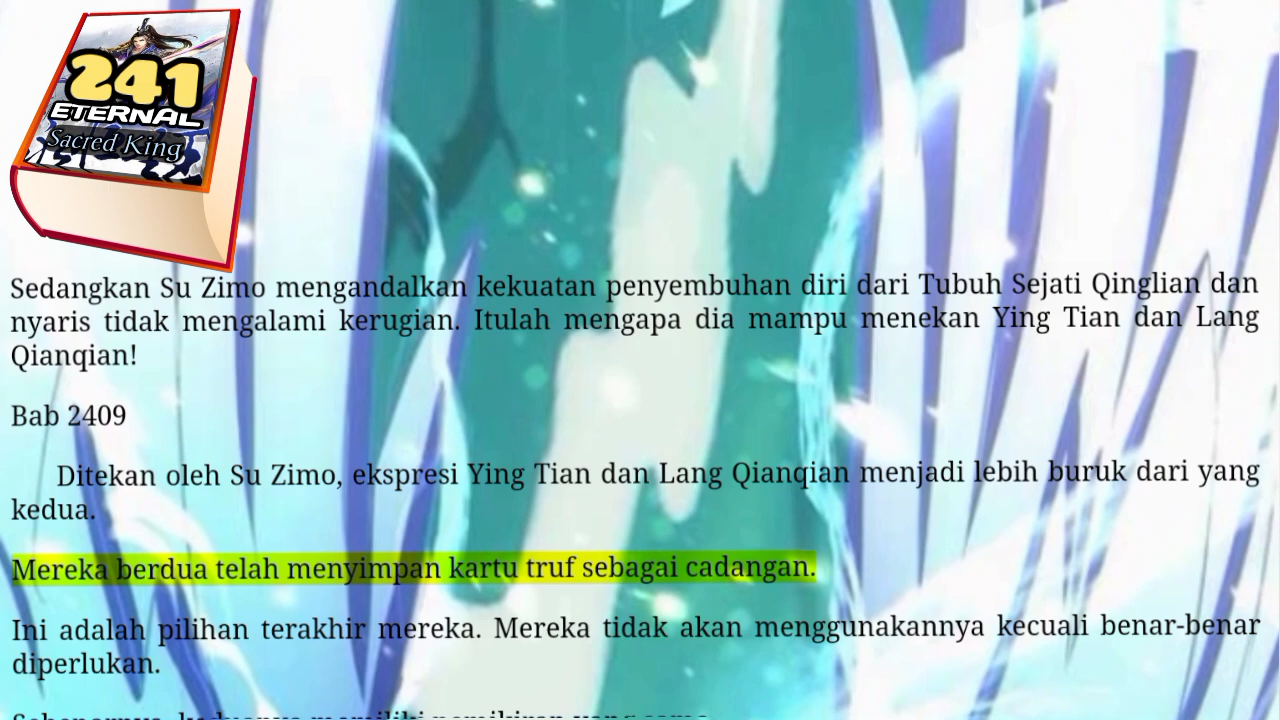 241
ETERNAL
Sacred King
Sedangkan Su Zimo mengandalkan kekuatan penyembuhan diri dari Tubuh Sejati Qinglian dan
nyaris tidak mengalami kerugian. Itulah mengapa dia mampu menekan Ying Tian dan Lang
Qianqian!
Bab 2409
Ditekan oleh Su Zimo, ekspresi Ying Tian dan Lang Qianqian menjadi lebih buruk dari yang
kedua.
Mereka berdua telah menyimpan kartu truf sebagai cadangan.
Ini adalah pilihan terakhir mereka. Mereka tidak akan menggunakannya kecuali benar-benar
diperlukan.